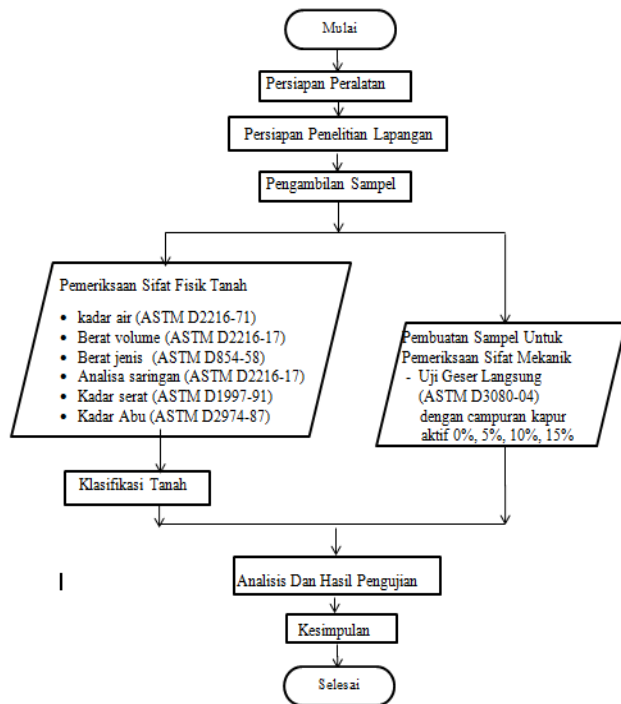 Mulai
Persiapan Peralatan
Persiapan Penelitian Lapangan
Pengambilan Sampel
Pemeriksaan Sifat Fisik Tanah
• kadar air (ASTM D2216-71)
• Berat volume (ASTM D2216-17)
• Berat jenis (ASTM D854-58)
• Analisa saringan (ASTM D2216-17)
• Kadar serat (ASTM D1997-91)
• Kadar Abu (ASTM D2974-87)
Pembuatan Sampel Untuk
Pemeriksaan Sifat Mekanik
- Uji Geser Langsung
(ASTM D3080-04)
dengan campuran kapur
aktif 0%, 5%, 10%, 15%
Klasifikasi Tanah
Analisis Dan Hasil Pengujian
Kesimpulan
Selesai